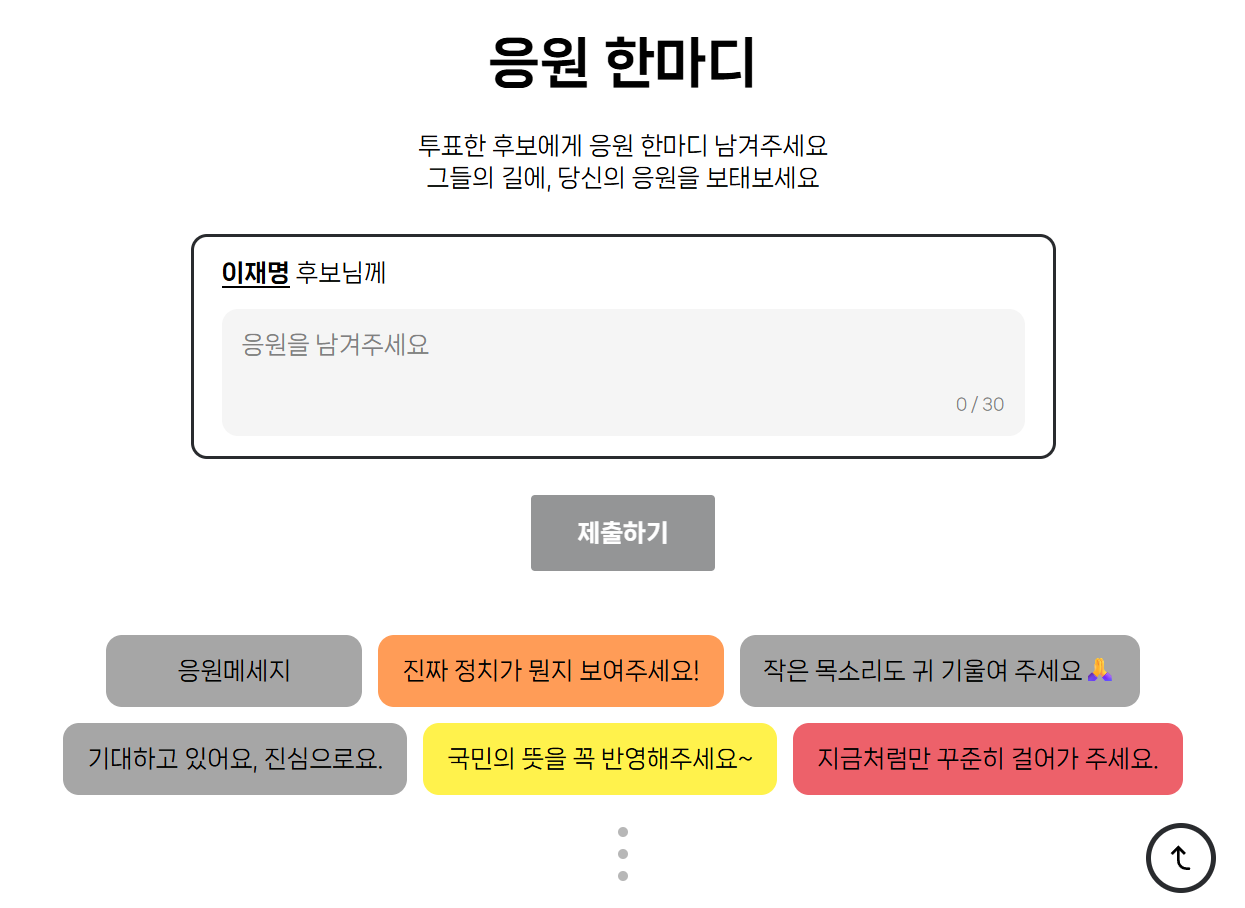 응원 한마디
투표한 후보에게 응원 한마디 남겨주세요
그들의 길에, 당신의 응원을 보태보세요
이재명 후보님께
응원을 남겨주세요
0 / 30
제출하기
응원메세지
진짜 정치가 뭔지 보여주세요!
작은 목소리도 귀 기울여 주세요🙏
기대하고 있어요, 진심으로요.
국민의 뜻을 꼭 반영해주세요~
지금처럼만 꾸준히 걸어가 주세요.